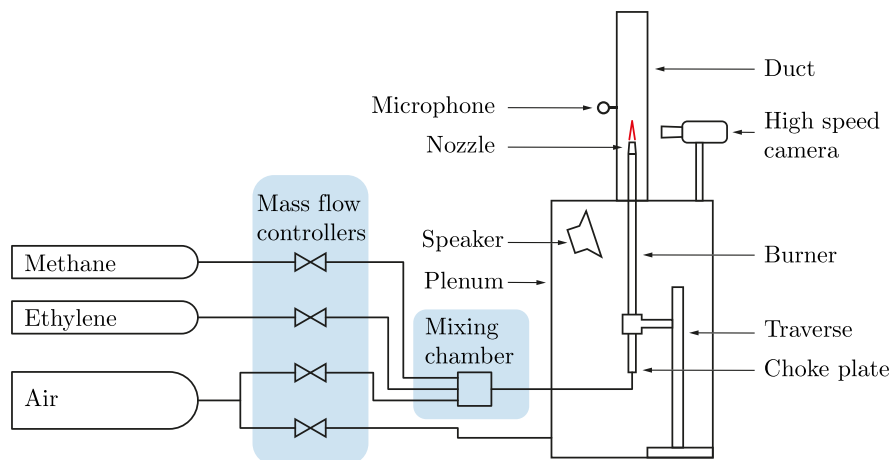 Duct
Microphone
High speed
camera
Nozzle
Mass flow
controllers
Speaker
Methane
Burner
Plenum
Ethylene
Mixing
chamber
Traverse
Choke plate
Air